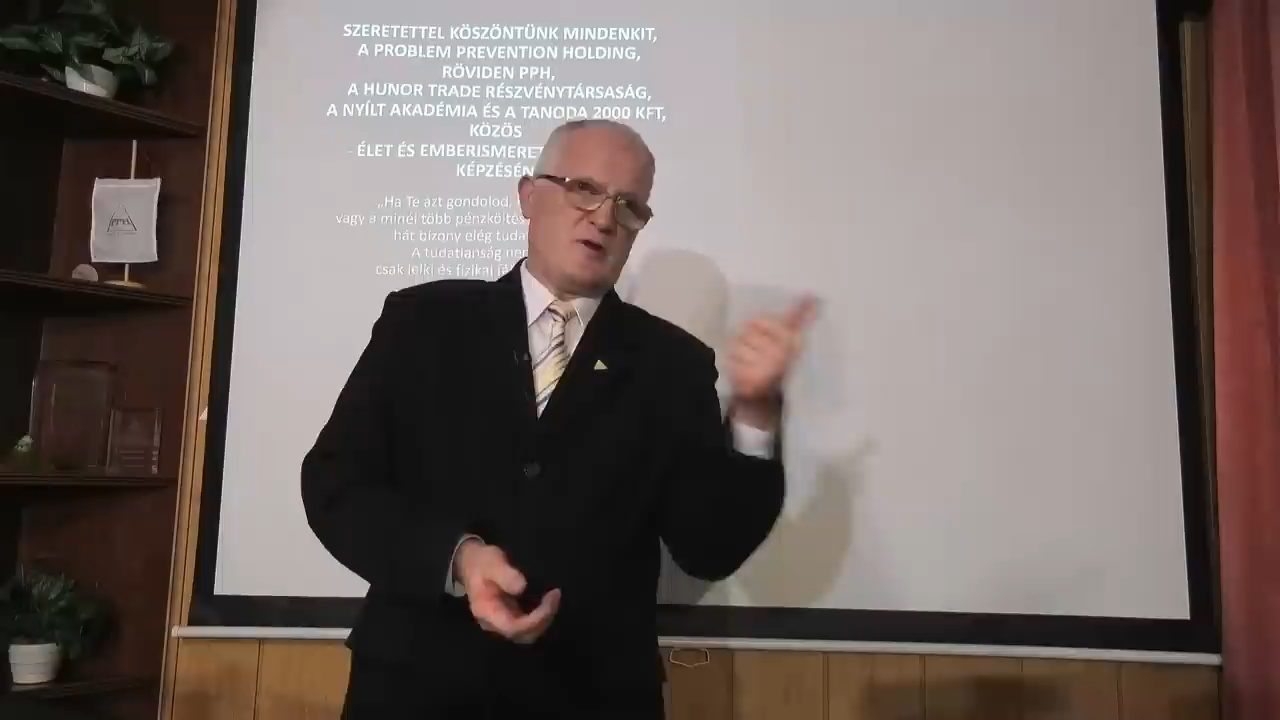 SZERETETTEL KÖSZÖNTÜNK MINDENKIT,
A PROBLEM PREVENTION HOLDING,
RÖVIDEN PPH,
A HUNOR TRADE RÉSZVÉNYTÁRSASÁG,
A NYÍLT AKADÉMIA ÉS A TANODA 2000 KFT,
KÖZÖS
- ÉLET ÉS EMBERISMERET
KÉPZÉSÉN
„Ha Te azt gondolod,
vagy a minél több pénzköltés
hát bizony elég tuda
A tudatlanság nem
csak lelki és fizikai